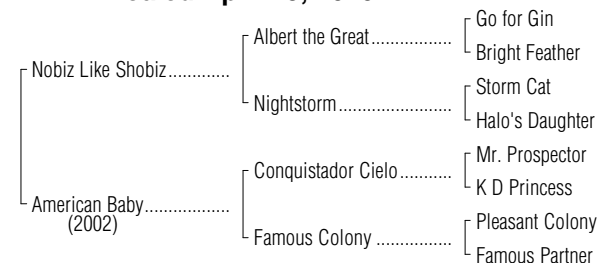 Go for Gin
Albert the Great.................
Bright Feather
Nobiz Like Shobiz.............
Storm Cat
Nightstorm........................
Halo's Daughter
Mr. Prospector
Conquistador Cielo...........
K D Princess
American Baby..................
(2002)
Pleasant Colony
Famous Colony ................
Famous Partner